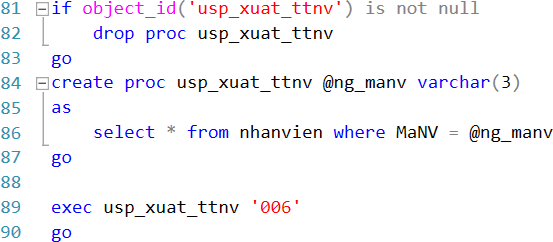 81 if object_id('usp_xuat_ttnv') is not null
82 drop proc usp_xuat_ttnv
83 go
84 create proc usp_xuat_ttnv @ng_manv varchar(3)
85 as
86 select * from nhanvien where MaNV = @ng_manv
87 go
88
89 exec usp_xuat_ttnv '006'
90 go